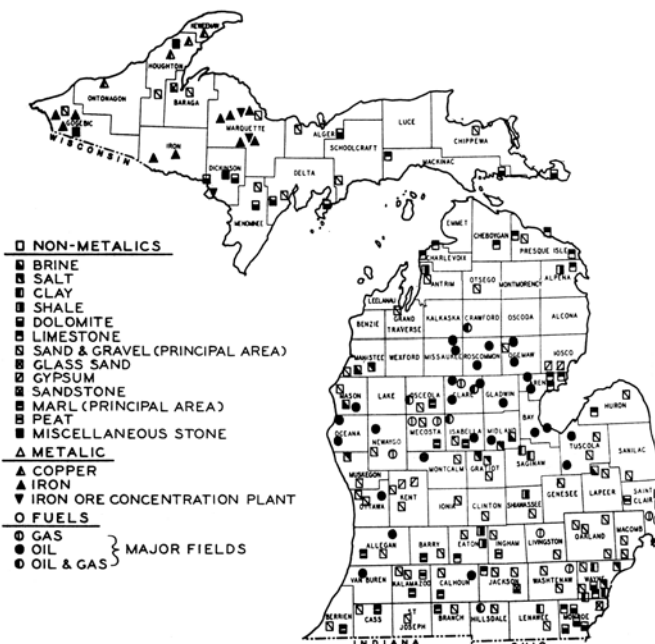 KEWEENAW
HOUGHTON
ONTONAGON
BARAGA
GOGEBIC
WISCONSIN
IRON
MARQUETTE
DICKINSON
MENOMINEE
DELTA
ALGER
SCHOOLCRAFT
LUCE
CHIPPEWA
MACKINAC
NON-METALICS
BRINE
SALT
CLAY
SHALE
DOLOMITE
LIMESTONE
SAND & GRAVEL (PRINCIPAL AREA)
GLASS SAND
GYPSUM
SANDSTONE
MARL (PRINCIPAL AREA)
PEAT
MISCELLANEOUS STONE
METALIC
COPPER
IRON
IRON ORE CONCENTRATION PLANT
FUELS
GAS
OIL
OIL & GAS
MAJOR FIELDS
EMMET
CHEBOYGAN
PRESQUE ISLE
CHARLEVOIX
ANTRIM
OTSEGO
MONTMORENCY
ALPENA
LEELANAU
BENZIE
GRAND
TRAVERSE
KALKASKA
CRAWFORD
OSCODA
ALCONA
MANISTEE
WEXFORD
MISSAUKEE
ROSCOMMON
OGEMAW
IOSCO
MASON
LAKE
OSCEOLA
CLARE
GLADWIN
AREN
HURON
OCEANA
NEWAYGO
MECOSTA
ISABELLA
MIDLAND
BAY
TUSCOLA
SANILAC
MUSKEGON
MONTCALM
GRATIOT
SAGINAW
OTTAWA
KENT
IONIA
CLINTON
SHIAWASSEE
GENESEE
LAPEER
SAINT
CLAIR
ALLEGAN
BARRY
EATON
INGHAM
LIVINGSTON
OAKLAND
MACOMB
VAN BUREN
KALAMAZOO
CALHOUN
JACKSON
WASHTENAW
WAYNE
BERRIEN
CASS
ST
JOSEPH
BRANCH
HILLSDALE
LENAWEE
MONROE
INDIANA